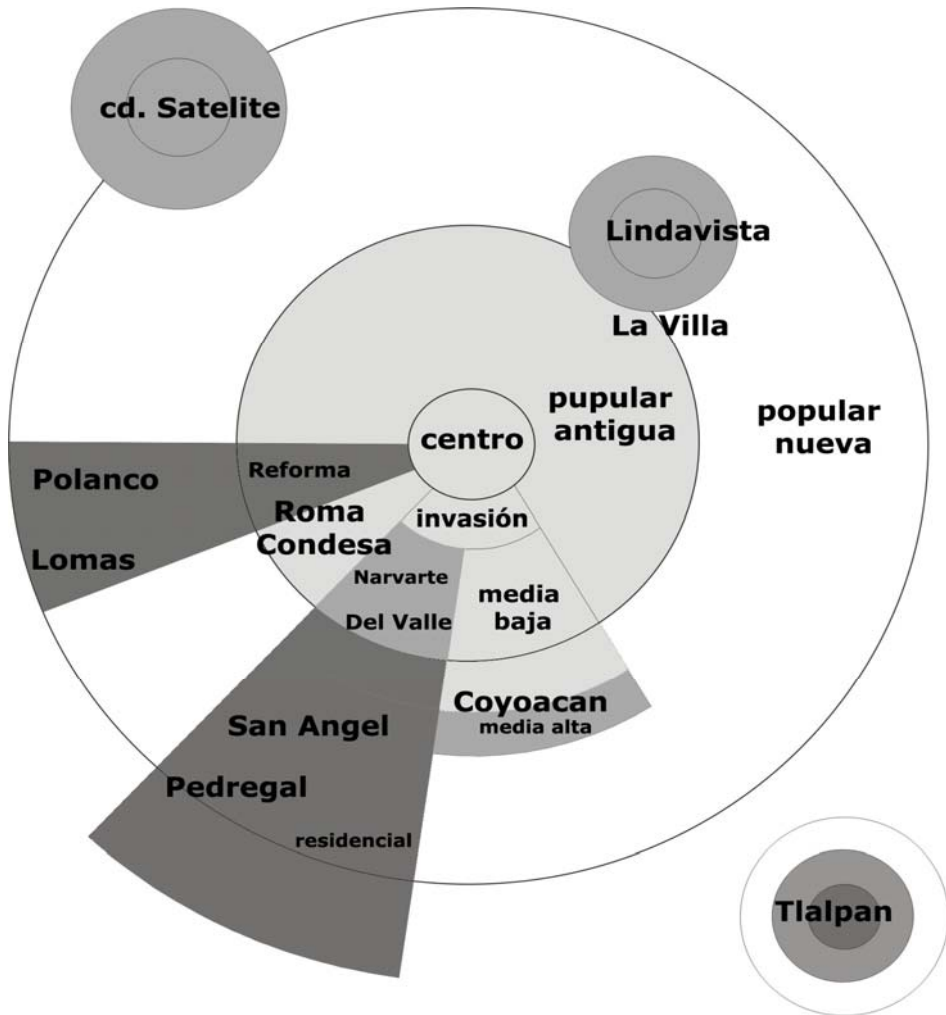 cd. Satelite
Lindavista
La Villa
pupular
antigua
popular
nueva
centro
Polanco
Reforma
Lomas
Roma
Condesa
invasión
Narvarte
Del Valle
media
baja
Coyoacan
media alta
San Angel
Pedregal
residencial
Tlalpan